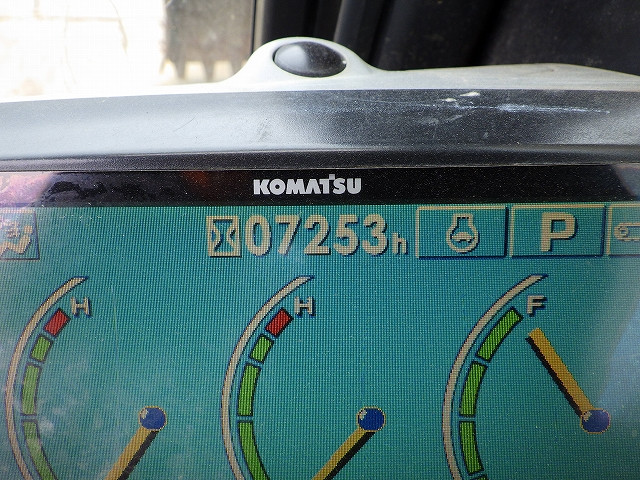 KOMATSU
07253h P
H H F